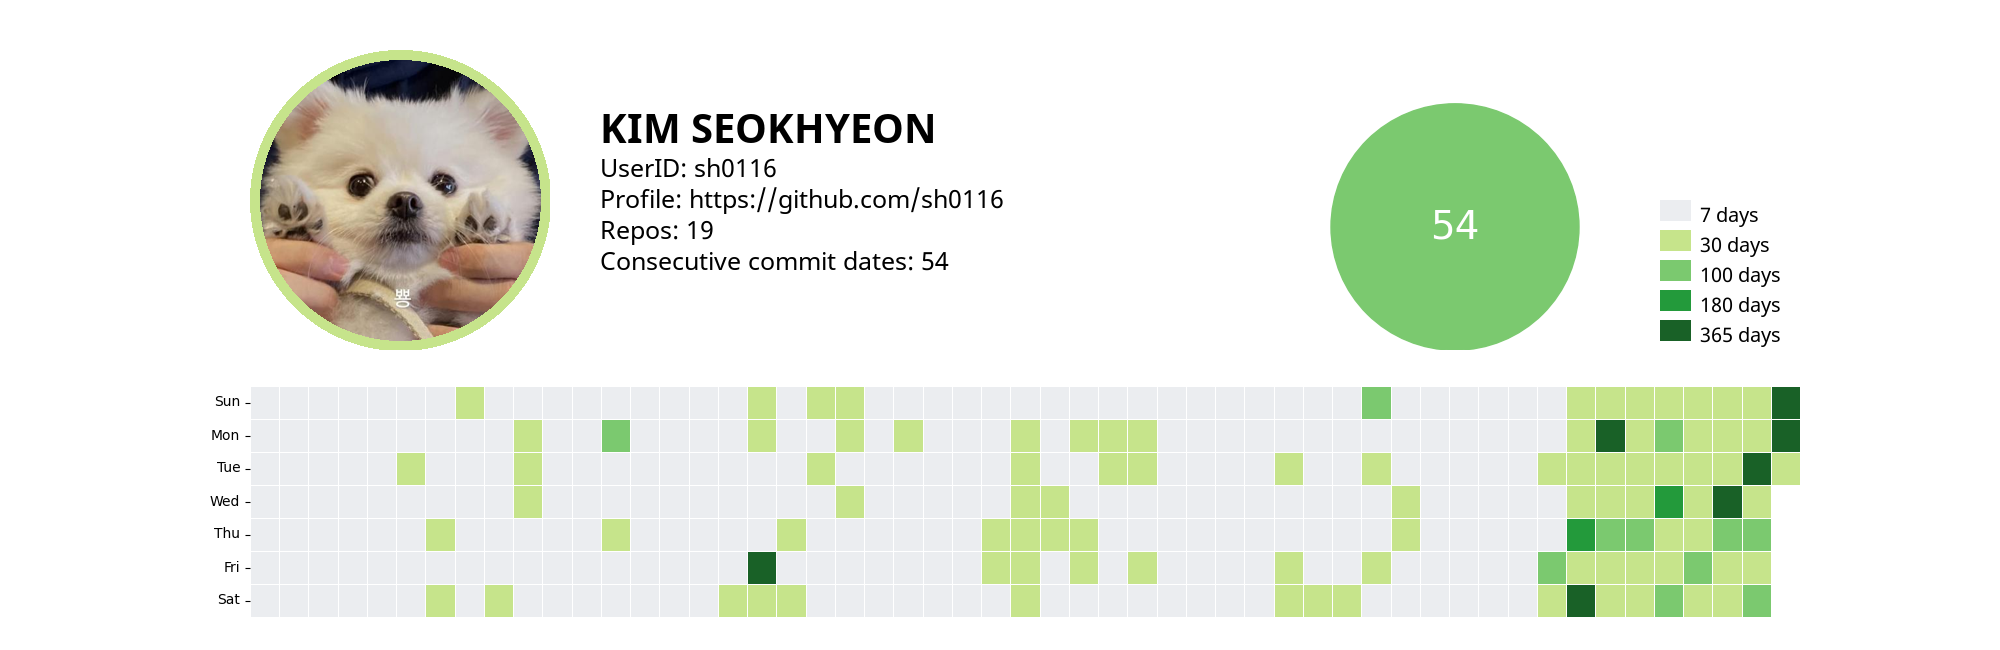 KIM SEOKHYEON
UserID: sh0116
Profile: https://github.com/sh0116
Repos: 19
Consecutive commit dates: 54
뿅
54
7 days
30 days
100 days
180 days
365 days
Sun
Mon
Tue
Wed
Thu
Fri
Sat